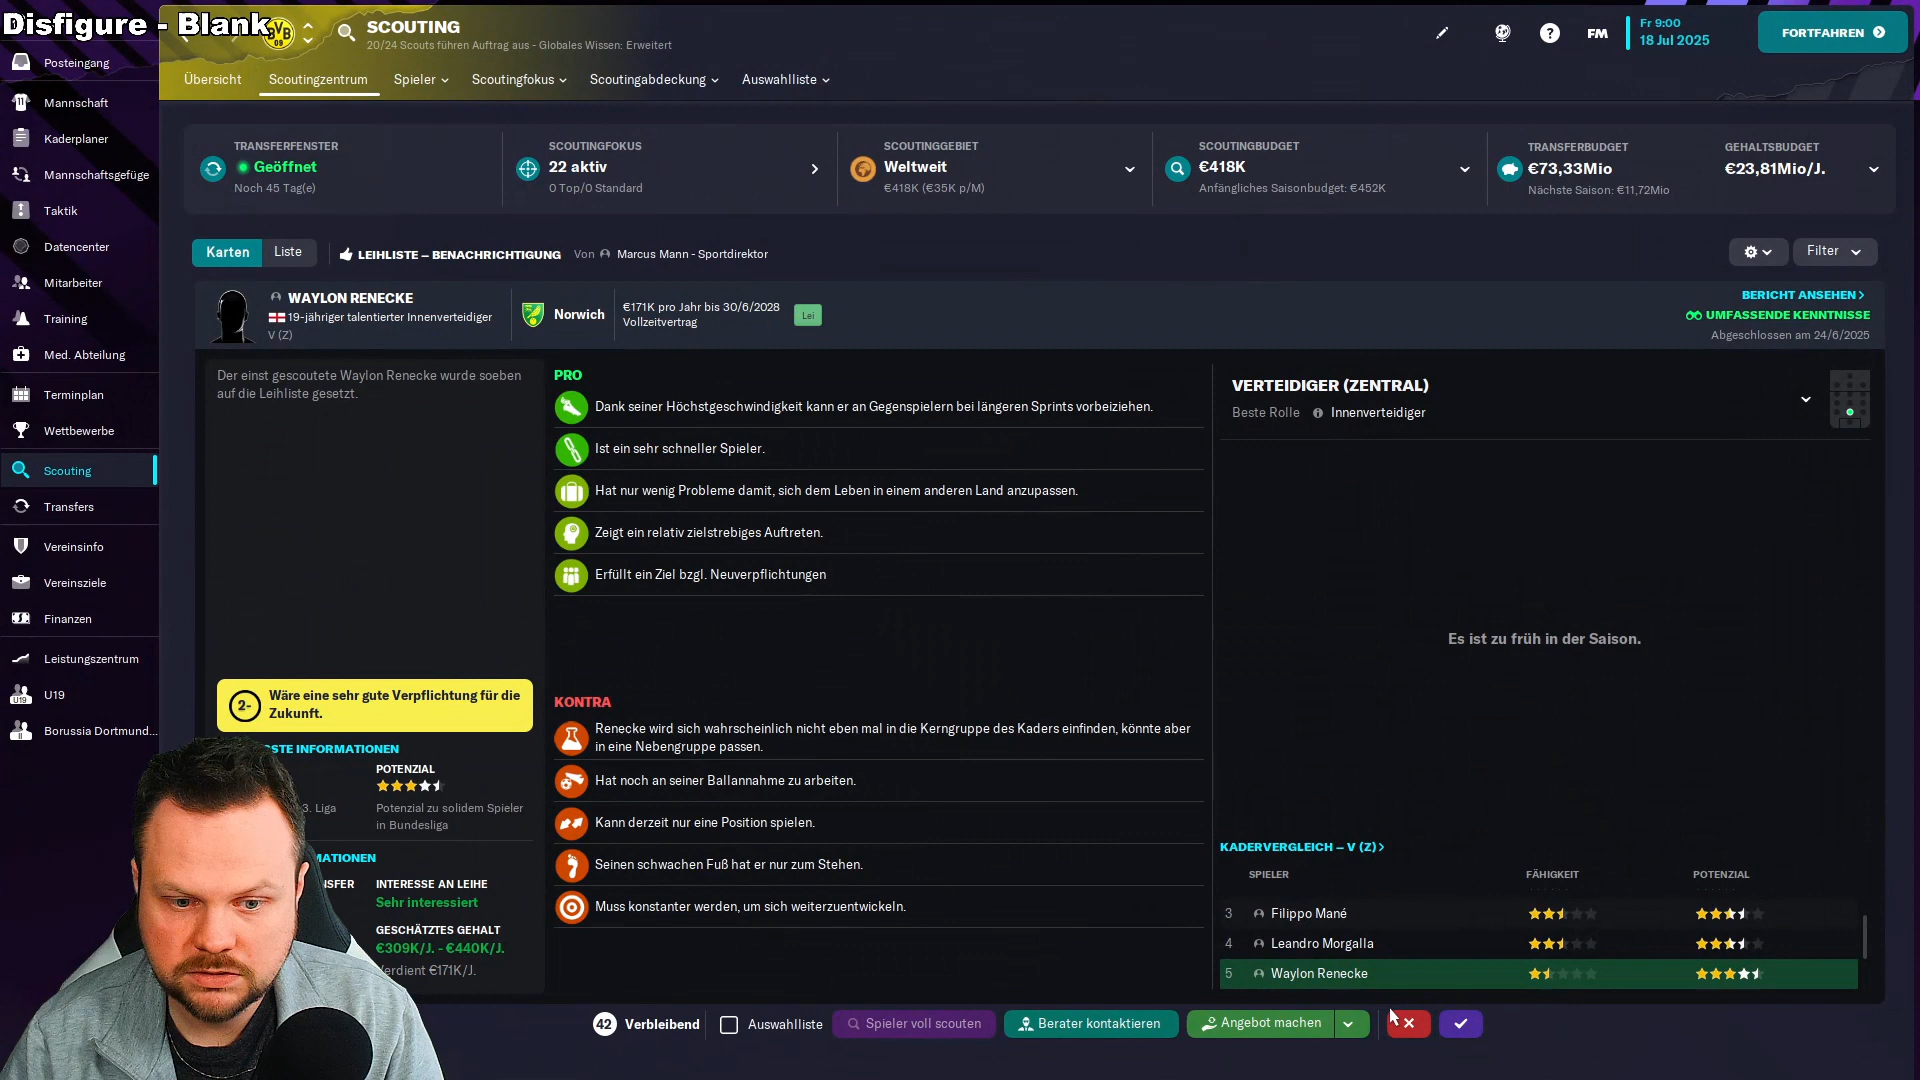 Disfigure - Blank
SCOUTING
20/24 Scouts führen Auftrag aus - Globales Wissen: Erweitert
FM
Fr 9:00
18 Jul 2025
FORTFAHREN
Übersicht
Scoutingzentrum
Spieler
Scoutingfokus
Scoutingabdeckung
Auswahlliste
Posteingang
Mannschaft
Kaderplaner
Mannschaftsgefüge
Taktik
Datencenter
Mitarbeiter
Training
Med. Abteilung
Terminplan
Wettbewerbe
Scouting
Transfers
Vereinsinfo
Vereinsziele
Finanzen
Leistungszentrum
U19
Borussia Dortmund...
TRANSFERFENSTER
Geöffnet
Noch 45 Tag(e)
SCOUTINGFOKUS
22 aktiv
0 Top/0 Standard
SCOUTINGGEBIET
Weltweit
€418K (€35K p/M)
SCOUTINGBUDGET
€418K
Anfängliches Saisonbudget: €452K
TRANSFERBUDGET
€73,33Mio
Nächste Saison: €11,72Mio
GEHALTSBUDGET
€23,81Mio/J.
Karten
Liste
LEIHLISTE – BENACHRICHTIGUNG
Von Marcus Mann - Sportdirektor
Filter
WAYLON RENECKE
19-jähriger talentierter Innenverteidiger
V (Z)
Norwich
€171K pro Jahr bis 30/6/2028
Vollzeitvertrag
Lei
BERICHT ANSEHEN
UMFASSENDE KENNTNISSE
Abgeschlossen am 24/6/2025
Der einst gescoutete Waylon Renecke wurde soeben
auf die Leihliste gesetzt.
2-
Wäre eine sehr gute Verpflichtung für die
Zukunft.
STE INFORMATIONEN
POTENZIAL
3. Liga
Potenzial zu solidem Spieler
in Bundesliga
MATIONEN
NSFER
INTERESSE AN LEIHE
Sehr interessiert
GESCHÄTZTES GEHALT
€309K/J. - €440K/J.
Verdient €171K/J.
PRO
Dank seiner Höchstgeschwindigkeit kann er an Gegenspielern bei längeren Sprints vorbeiziehen.
Ist ein sehr schneller Spieler.
Hat nur wenig Probleme damit, sich dem Leben in einem anderen Land anzupassen.
Zeigt ein relativ zielstrebiges Auftreten.
Erfüllt ein Ziel bzgl. Neuverpflichtungen
KONTRA
Renecke wird sich wahrscheinlich nicht eben mal in die Kerngruppe des Kaders einfinden, könnte aber
in eine Nebengruppe passen.
Hat noch an seiner Ballannahme zu arbeiten.
Kann derzeit nur eine Position spielen.
Seinen schwachen Fuß hat er nur zum Stehen.
Muss konstanter werden, um sich weiterzuentwickeln.
VERTEIDIGER (ZENTRAL)
Beste Rolle Innenverteidiger
Es ist zu früh in der Saison.
KADERVERGLEICH – V (Z)
SPIELER FÄHIGKEIT POTENZIAL
3 Filippo Mané
4 Leandro Morgalla
5 Waylon Renecke
42 Verbleibend
Auswahlliste
Spieler voll scouten
Berater kontaktieren
Angebot machen